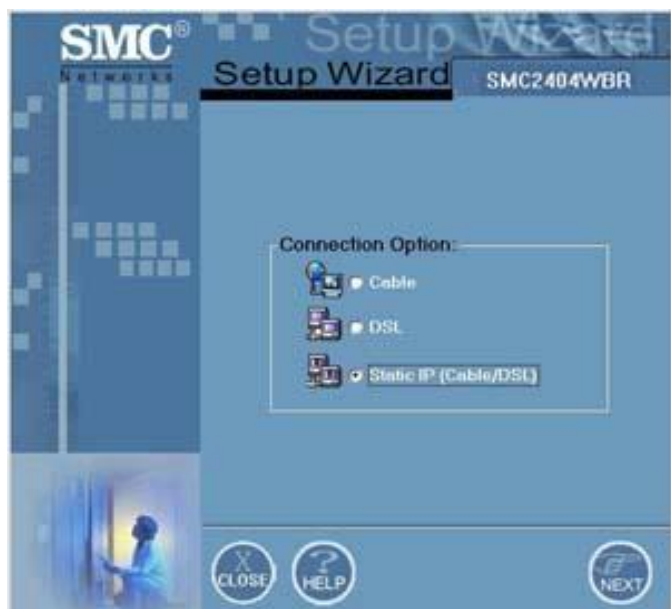 SMC®
Networks
Setup Wizard
Setup Wizard
SMC2404WBR
Connection Option:
Cable
DSL
Static IP (Cable/DSL)
X
CLOSE
?
HELP
NEXT